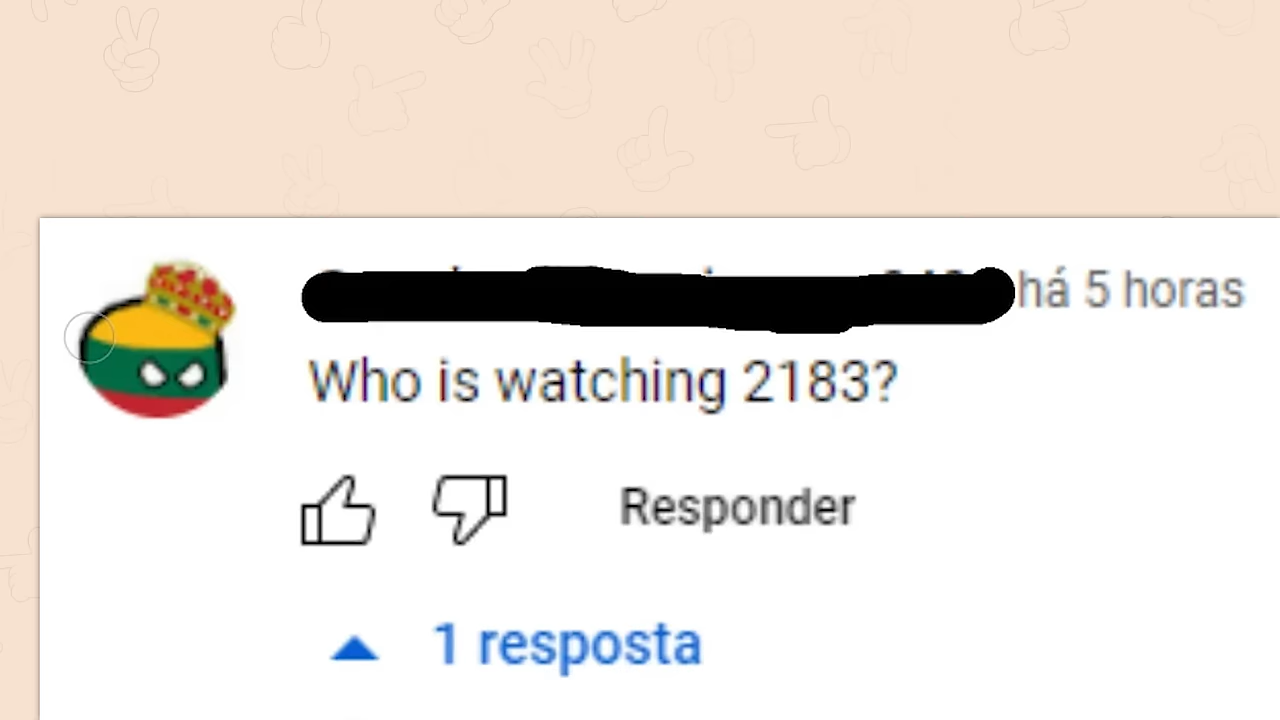 há 5 horas
Who is watching 2183?
Responder
1 resposta